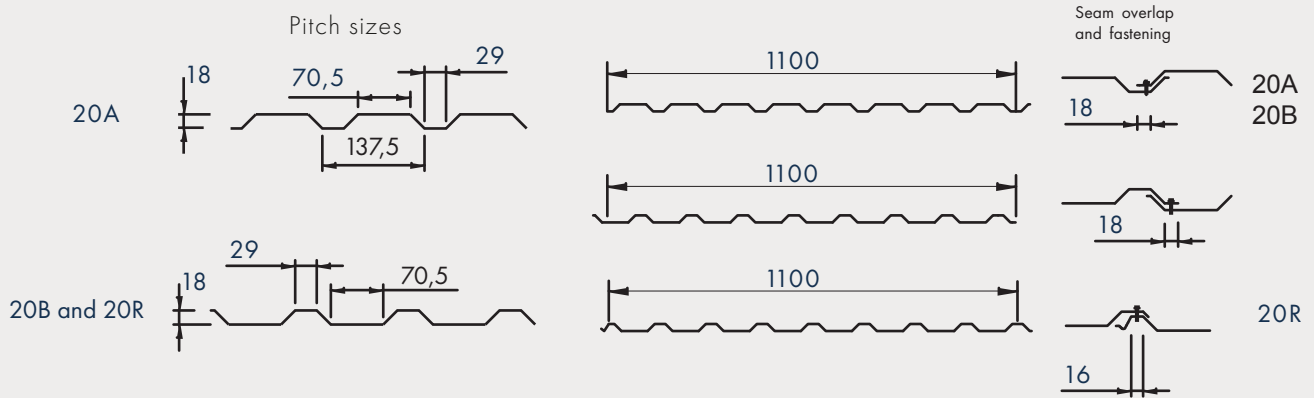 Pitch sizes
Seam overlap
and fastening
18
70,5
29
1100
20A
20A
20B
18
137,5
1100
18
29
18
70,5
1100
20B and 20R
20R
16